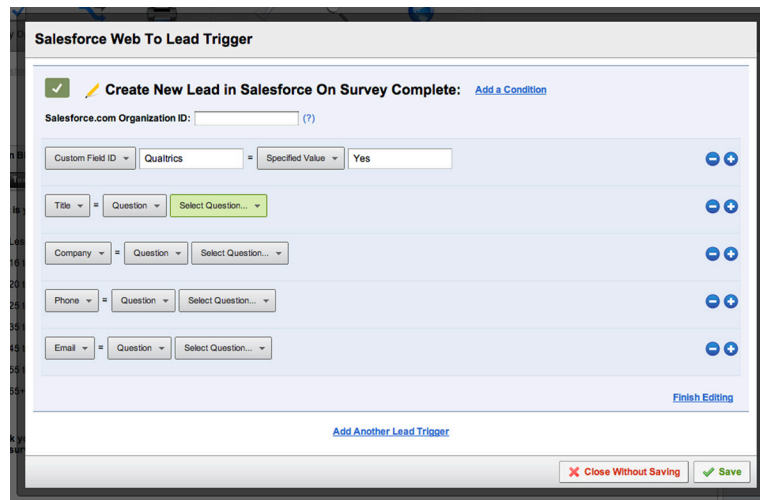 Salesforce Web To Lead Trigger
Create New Lead in Salesforce On Survey Complete: Add a Condition
Salesforce.com Organization ID: (?)
Custom Field ID Qualtrics = Specified Value Yes
Title = Question Select Question...
Company = Question Select Question...
Phone = Question Select Question...
Email = Question Select Question...
Finish Editing
Add Another Lead Trigger
Close Without Saving Save